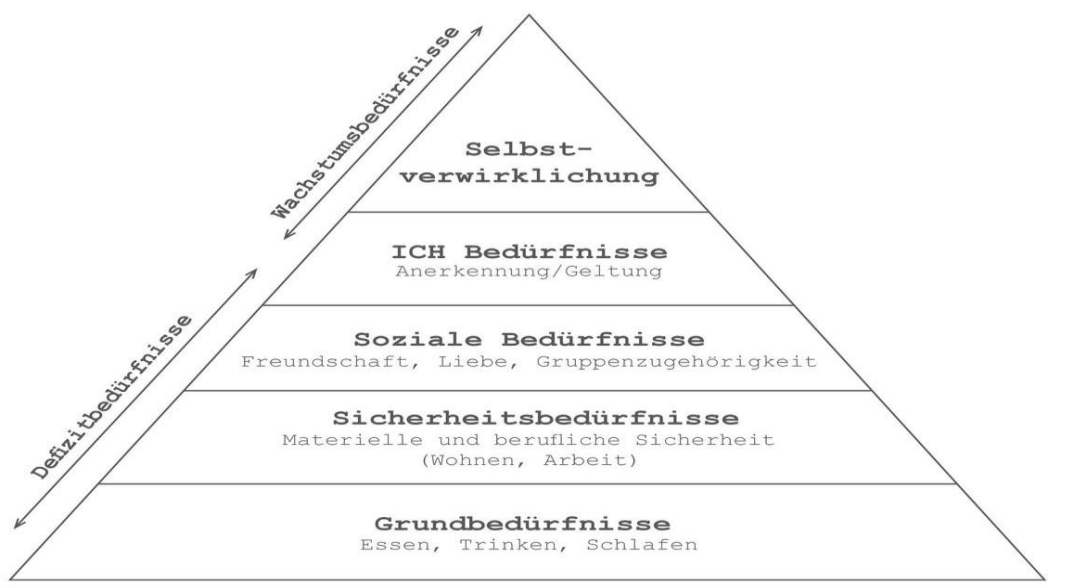 Wachstumsbedürfnisse
Defizitbedürfnisse
Selbst-
verwirklichung
ICH Bedürfnisse
Anerkennung/Geltung
Soziale Bedürfnisse
Freundschaft, Liebe, Gruppenzugehörigkeit
Sicherheitsbedürfnisse
Materielle und berufliche Sicherheit
(Wohnen, Arbeit)
Grundbedürfnisse
Essen, Trinken, Schlafen